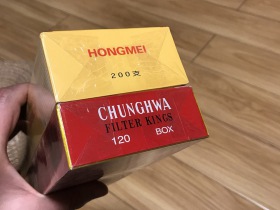 HONGMEI
200支
CHUNGHWA
FILTER KINGS
120 BOX